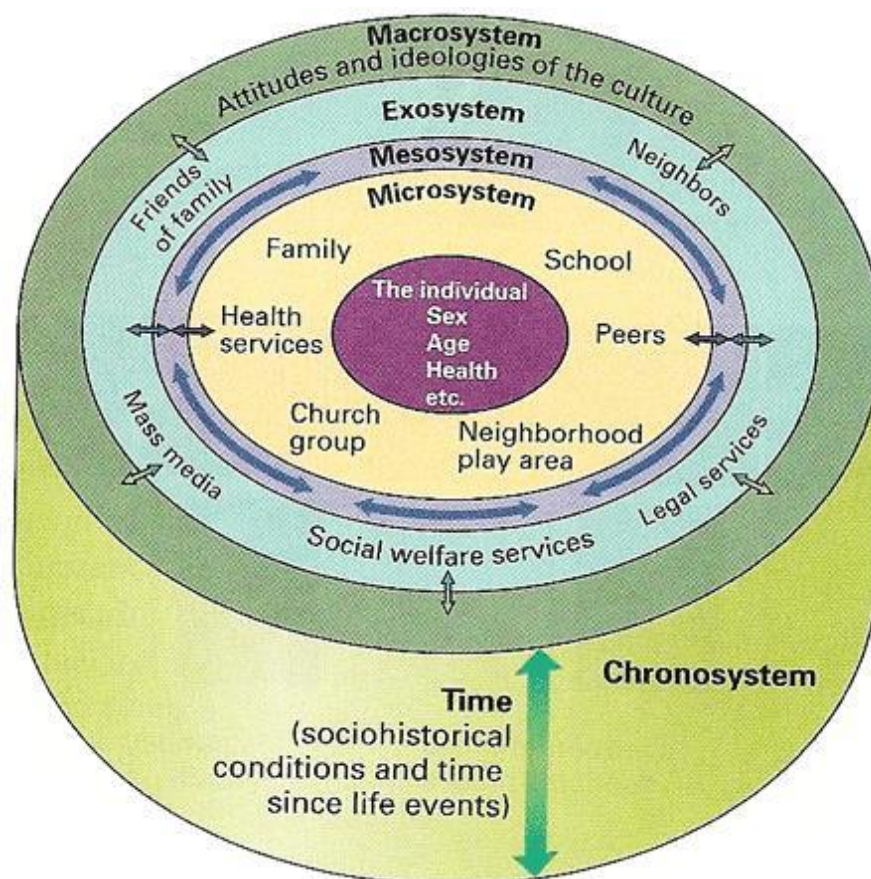 Macrosystem
Attitudes and ideologies of the culture
Exosystem
Mesosystem
Microsystem
Friends
of family
Neighbors
Family
School
The individual
Sex
Age
Health
etc.
Health
services
Peers
Church
group
Neighborhood
play area
Mass media
Legal services
Social welfare services
Chronosystem
Time
(sociohistorical
conditions and time
since life events)